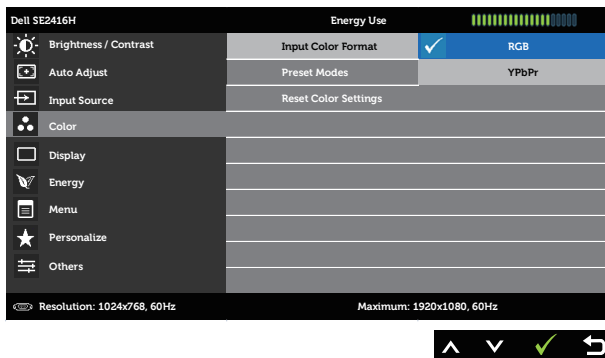 Dell SE2416H Energy Use
Brightness / Contrast Input Color Format RGB
Auto Adjust Preset Modes YPbPr
Input Source Reset Color Settings
Color
Display
Energy
Menu
Personalize
Others
Resolution: 1024x768, 60Hz Maximum: 1920x1080, 60Hz